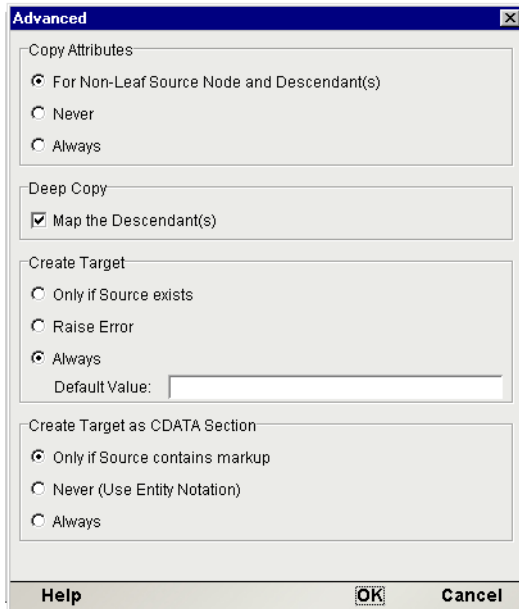 Advanced
Copy Attributes
For Non-Leaf Source Node and Descendant(s)
Never
Always
Deep Copy
Map the Descendant(s)
Create Target
Only if Source exists
Raise Error
Always
Default Value:
Create Target as CDATA Section
Only if Source contains markup
Never (Use Entity Notation)
Always
Help OK Cancel